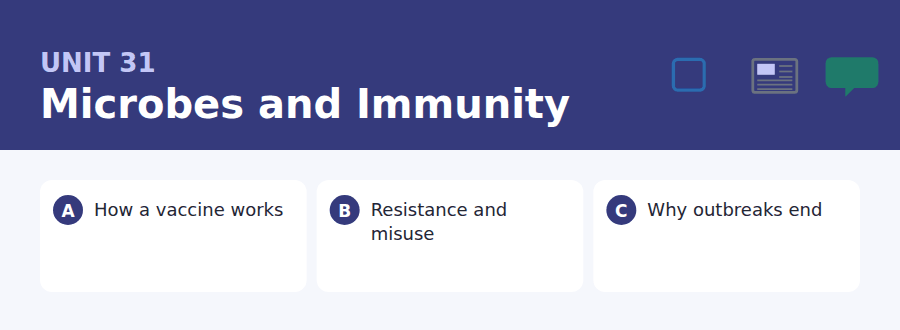 UNIT 31
Microbes and Immunity
A How a vaccine works
B Resistance and
misuse
C Why outbreaks end